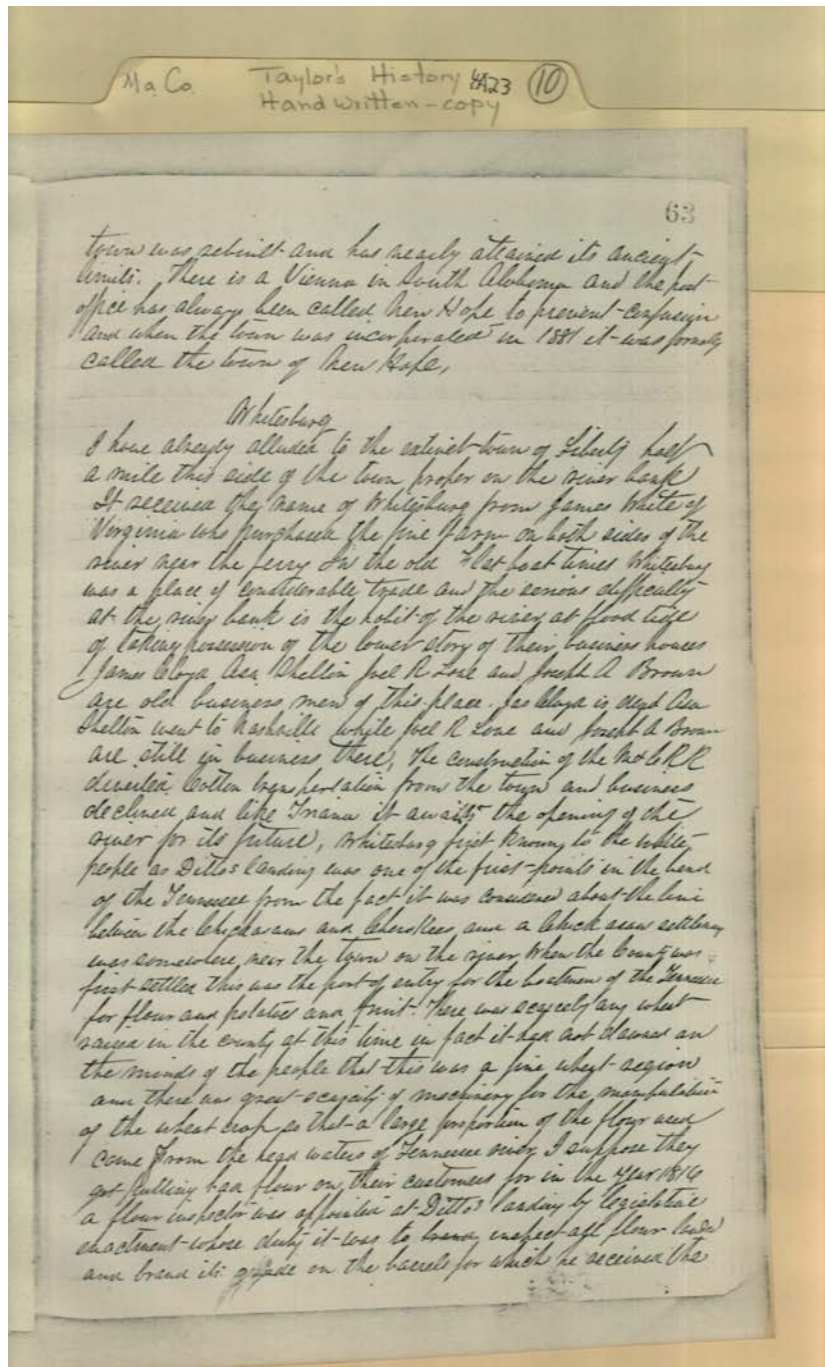 Ma. Co. Taylor's History 4A23 10
Hand written - copy
63
town was rebuilt and has nearly attained its ancient
limits. There is a Vienna in South Alabama and the post
office has always been called New Hope to prevent confusion
and when the town was incorporated in 1881 it was formally
called the town of New Hope,
Whitesburg
I have already alluded to the extinct town of Liberty half
a mile this side of the town proper on the river bank
It received the name of Whitesburg from James White of
Virginia who purchased the fine farm on both sides of the
river near the ferry In the old Flat boat times Whitesburg
was a place of considerable trade and the serious difficulty
at the river bank is the habit of the river at flood tide
of taking possession of the lower story of their business houses
James Cloyd Asa Shelton Joel R Love and Joseph A Brown
are old business men of this place. Jas Cloyd is dead Asa
Shelton went to Nashville while Joel R Love and Joseph A Brown
are still in business there, The construction of the M & C R R
diverted Cotton transportation from the town and business
declined and like Triana it awaits the opening of the
river for its future, Whitesburg first known to the white
people as Dittos landing was one of the first points in the bend
of the Tennessee from the fact it was considered about the line
between the Chickasaws and Cherokees and a Chickasaw settlement
was somewhere near the town on the river When the County was
first settled this was the port of entry for the boatmen of the Tennessee
for flour and potatoes and fruit. There was scarcely any wheat
raised in the county at this time in fact it had not dawned on
the minds of the people that this was a fine wheat region
and there was great scarcity of machinery for the
of the wheat crop so that a large proportion of the flour used
came from the head waters of Tennessee river I suppose they
got putting bad flour on their customers for in the year 1816
a flour inspector was appointed at Dittos landing by legislative
enactment whose duty it was to inspect all flour landed
and brand its grade on the barrels for which he received the